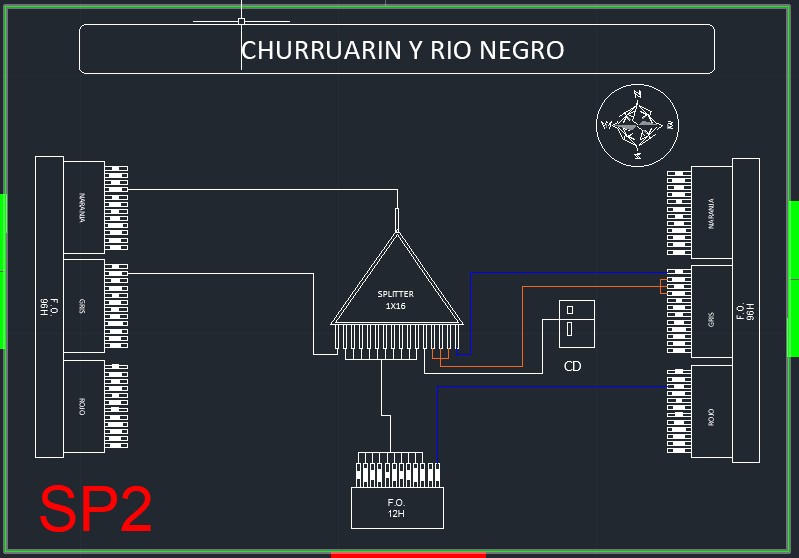 CHURRUARIN Y RIO NEGRO
N
W
E
S
NARANJA
NARANJA
F.O.
96H
GRIS
SPLITTER
1X16
GRIS
F.O.
96H
CD
ROJO
ROJO
F.O.
12H
SP2